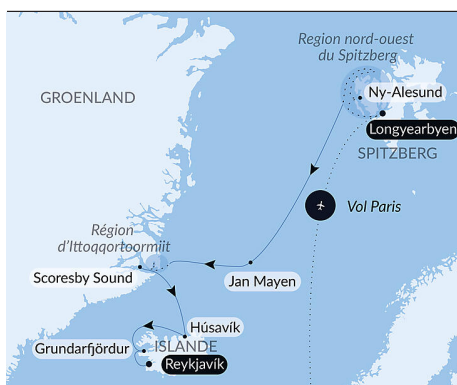 Region nord-ouest
du Spitzberg
GROENLAND
Ny-Alesund
Longyearbyen
SPITZBERG
Vol Paris
Région
d'Ittoqqortoormiit
Scoresby Sound
Jan Mayen
Húsavík
ISLANDE
Grundarfjördur
Reykjavík